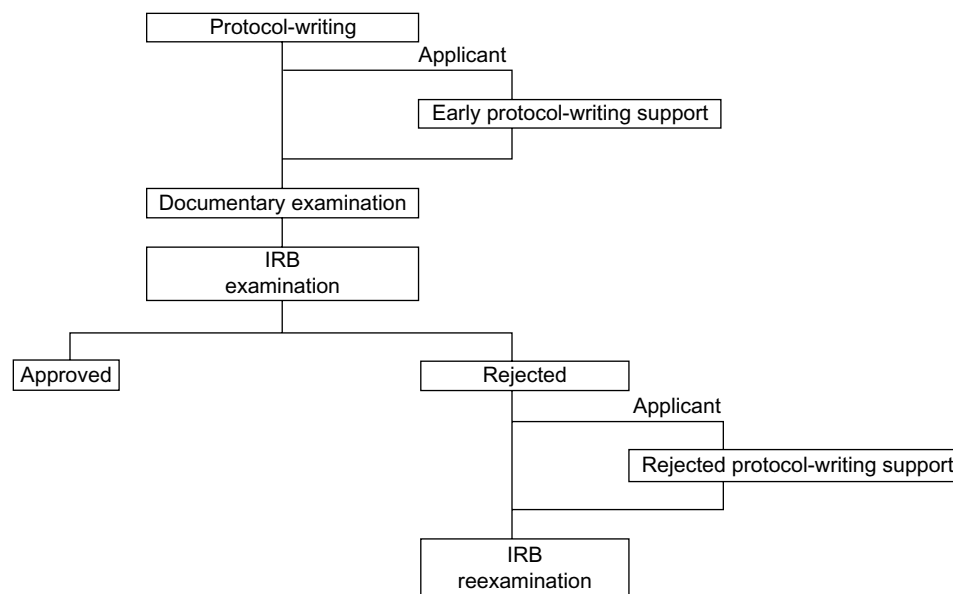 Protocol-writing
Applicant
Early protocol-writing support
Documentary examination
IRB
examination
Approved
Rejected
Applicant
Rejected protocol-writing support
IRB
reexamination